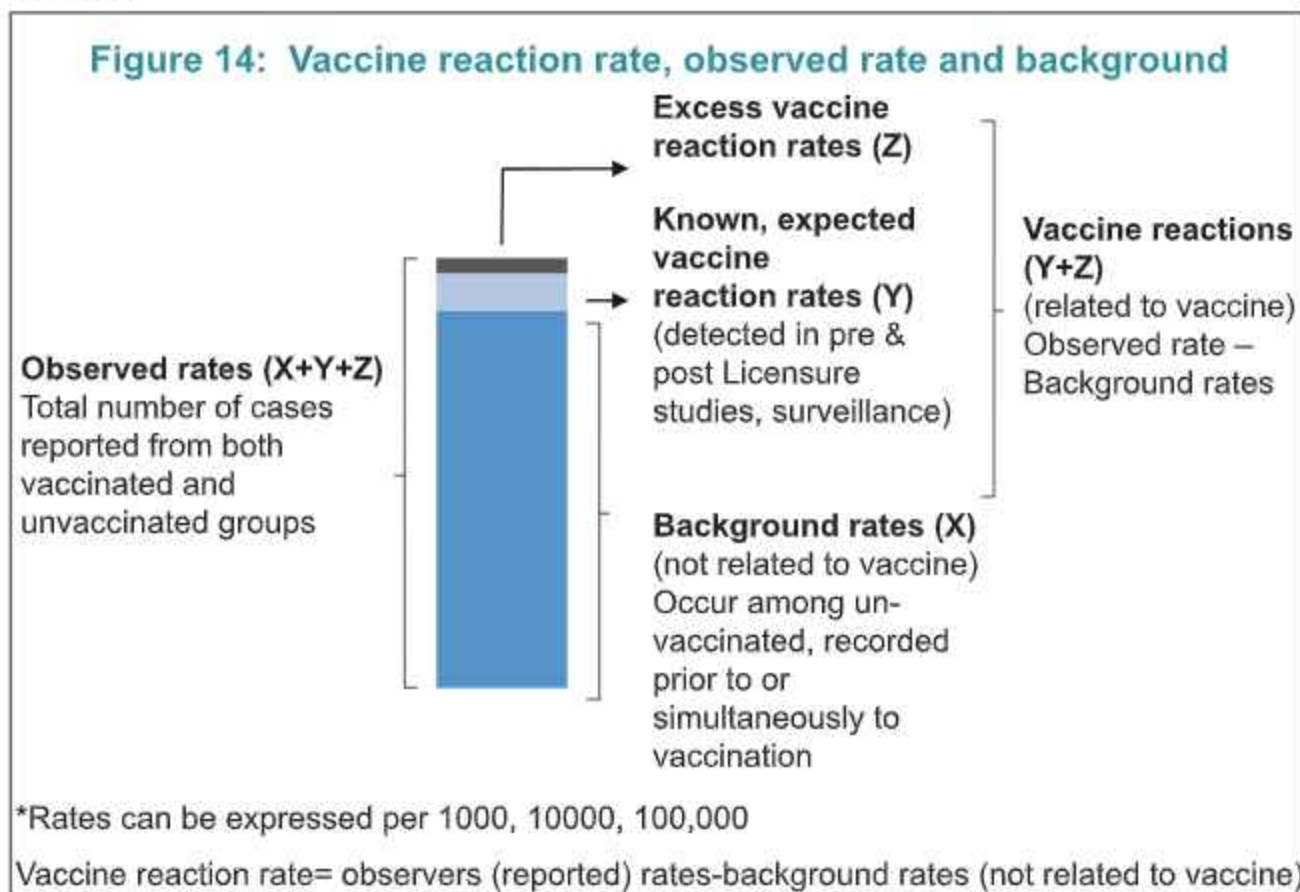 Figure 14: Vaccine reaction rate, observed rate and background
Excess vaccine
reaction rates (Z)
Known, expected
vaccine
reaction rates (Y)
(detected in pre &
post Licensure
studies, surveillance)
Vaccine reactions
(Y+Z)
(related to vaccine)
Observed rate –
Background rates
Observed rates (X+Y+Z)
Total number of cases
reported from both
vaccinated and
unvaccinated groups
Background rates (X)
(not related to vaccine)
Occur among un-
vaccinated, recorded
prior to or
simultaneously to
vaccination
*Rates can be expressed per 1000, 10000, 100,000
Vaccine reaction rate= observers (reported) rates-background rates (not related to vaccine)